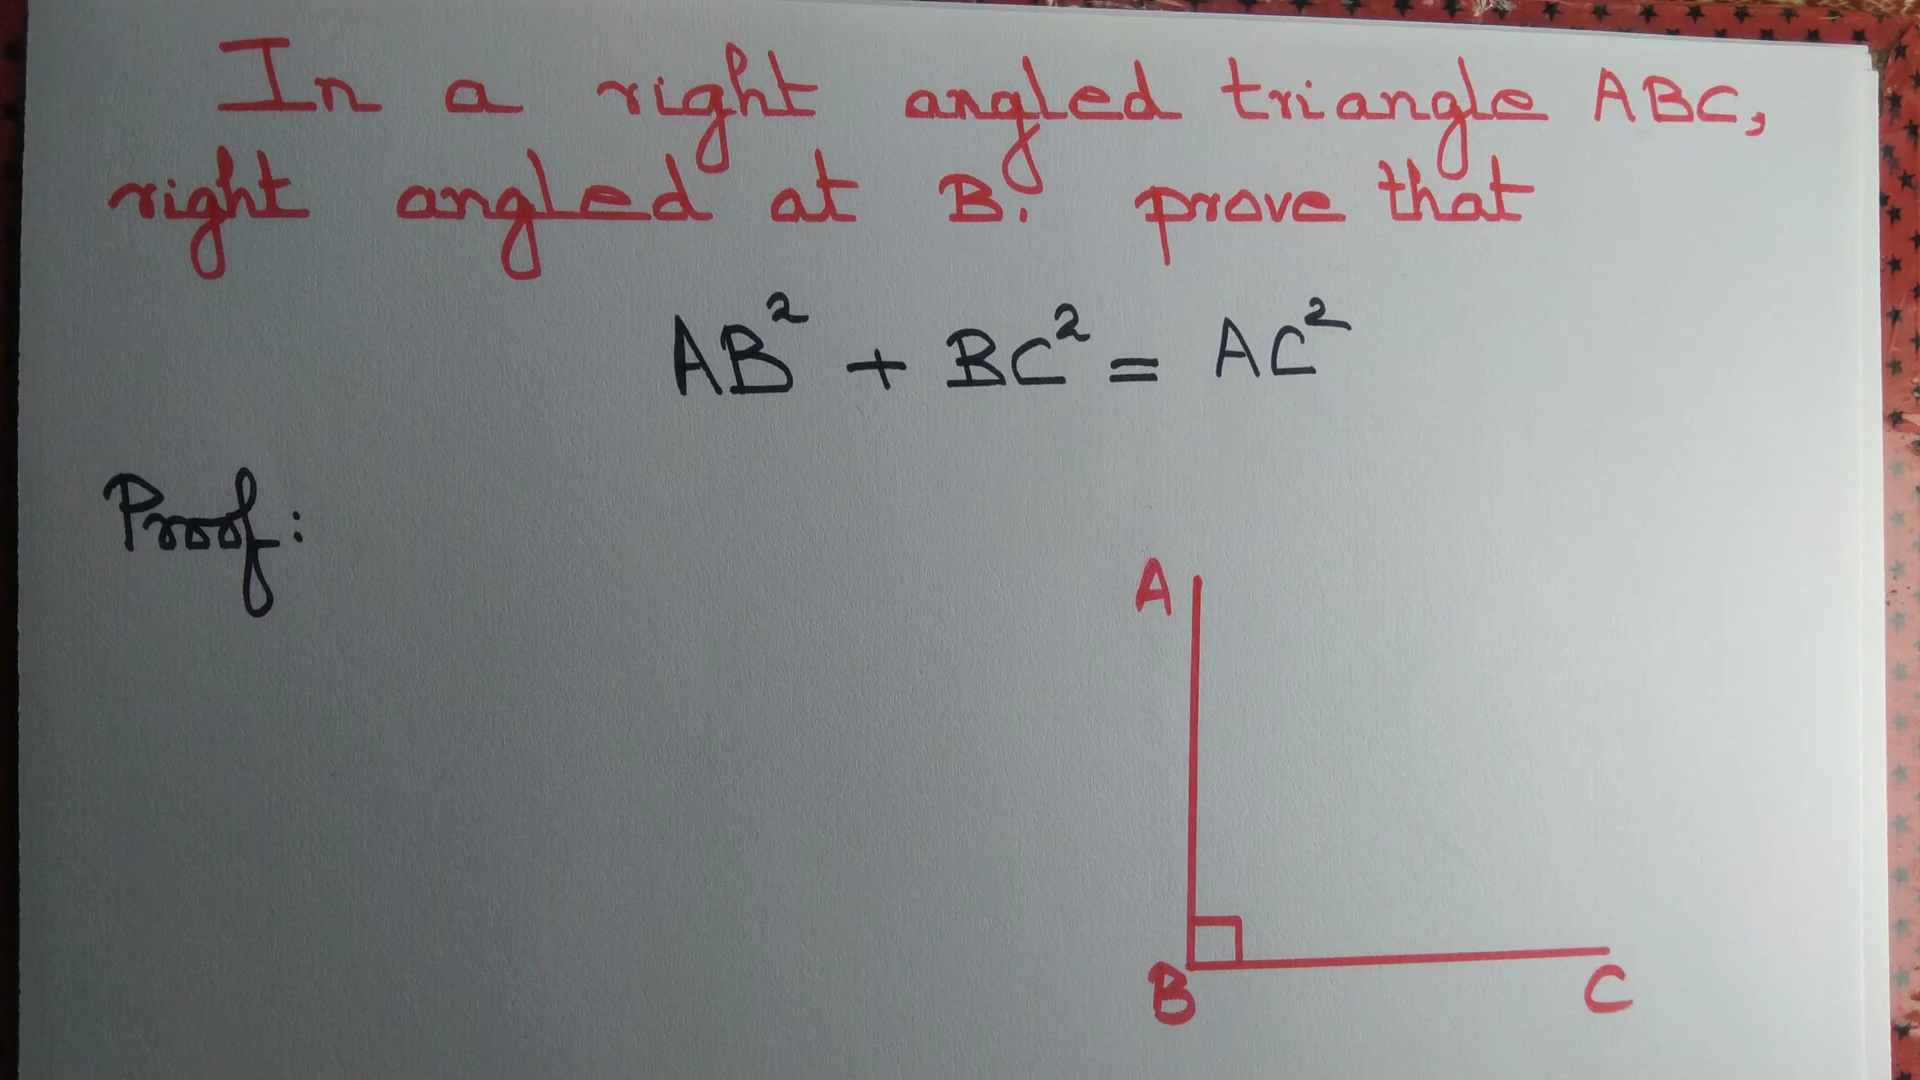 In a right angled triangle ABC,
right angled at B. prove that
AB² + BC² = AC²
Proof:
A
B
C